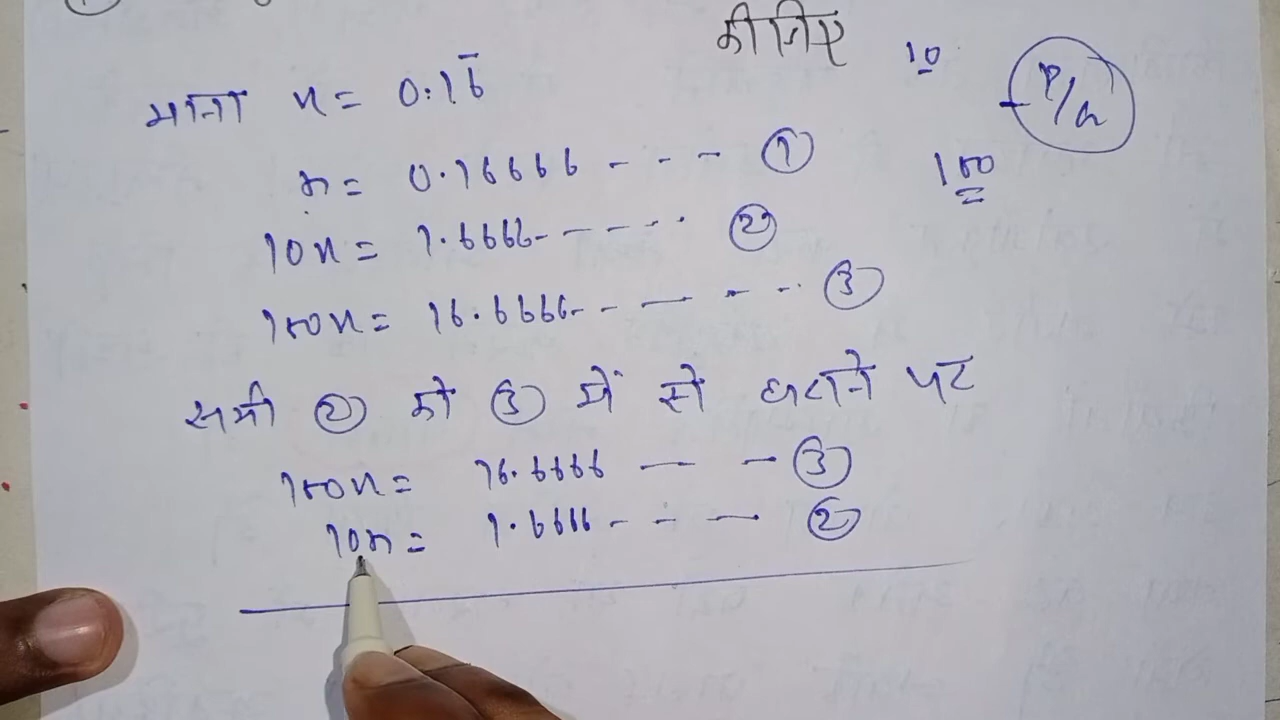 कीजिए
10
P/q
माना x = 0.16̅
x = 0.16666 - - - ①
100
10x = 1.6666 - - - - - ②
100x = 16.6666 - - — - - - ③
समी ② को ③ में से घटाने पर
100x = 16.6666 — - ③
10x = 1.6666 - - — ②